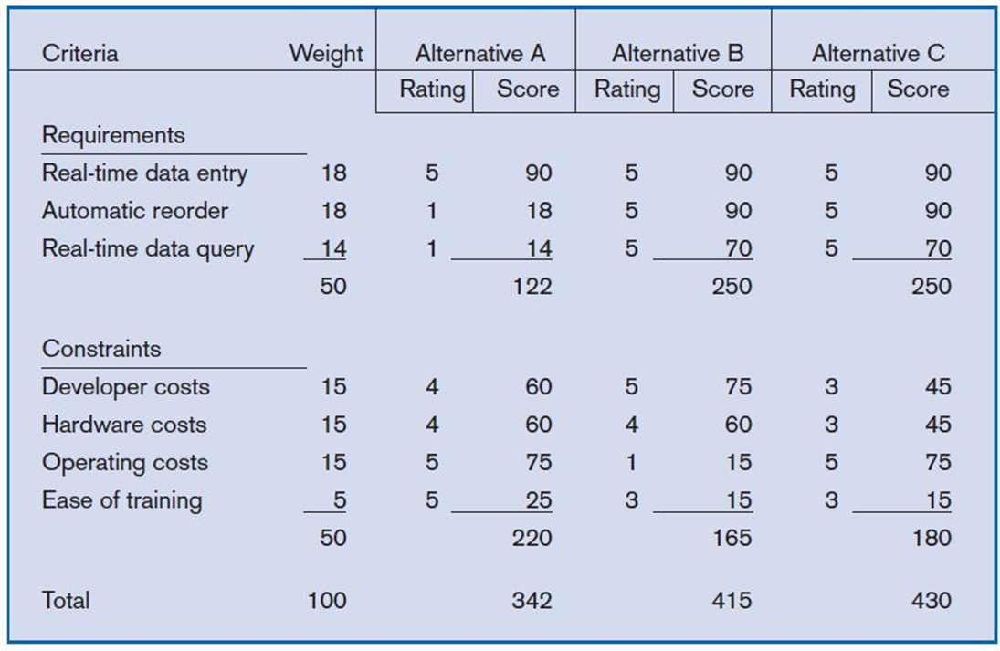 Criteria Weight Alternative A Alternative B Alternative C
Rating Score Rating Score Rating Score
Requirements
Real-time data entry 18 5 90 5 90 5 90
Automatic reorder 18 1 18 5 90 5 90
Real-time data query 14 1 14 5 70 5 70
50 122 250 250
Constraints
Developer costs 15 4 60 5 75 3 45
Hardware costs 15 4 60 4 60 3 45
Operating costs 15 5 75 1 15 5 75
Ease of training 5 5 25 3 15 3 15
50 220 165 180
Total 100 342 415 430